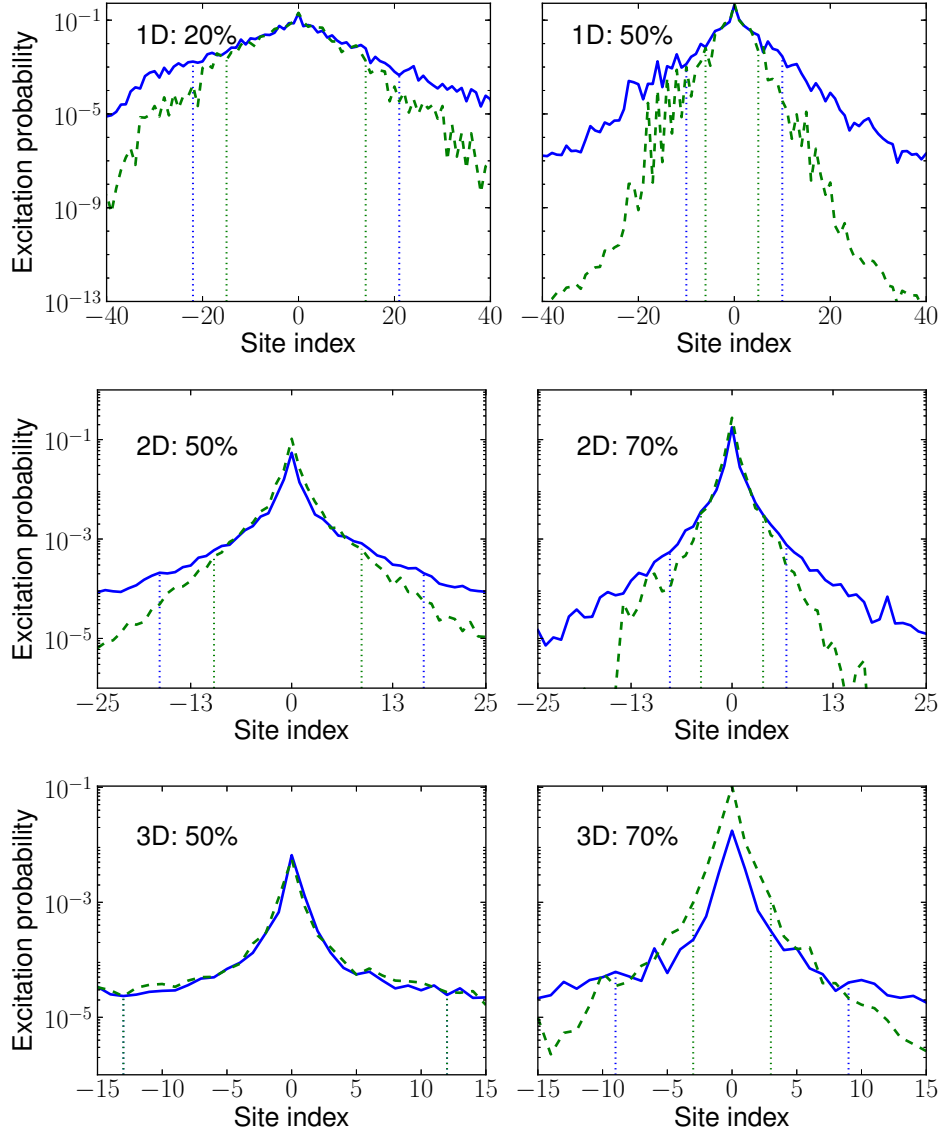 Excitation probability
10^{-1}
10^{-5}
10^{-9}
10^{-13}
1D: 20%
−40 −20 0 20 40
Site index
1D: 50%
−40 −20 0 20 40
Site index
Excitation probability
10^{-1}
10^{-3}
10^{-5}
2D: 50%
−25 −13 0 13 25
Site index
2D: 70%
−25 −13 0 13 25
Site index
Excitation probability
10^{-1}
10^{-3}
10^{-5}
3D: 50%
−15 −10 −5 0 5 10 15
Site index
3D: 70%
−15 −10 −5 0 5 10 15
Site index